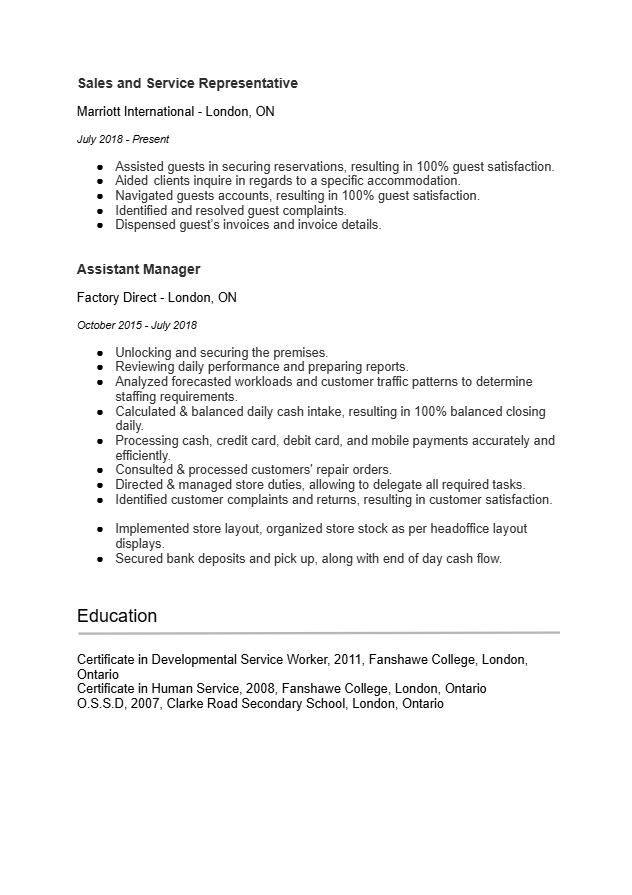 Sales and Service Representative
Marriott International - London, ON
July 2018 - Present
● Assisted guests in securing reservations, resulting in 100% guest satisfaction.
● Aided clients inquire in regards to a specific accommodation.
● Navigated guests accounts, resulting in 100% guest satisfaction.
● Identified and resolved guest complaints.
● Dispensed guest's invoices and invoice details.
Assistant Manager
Factory Direct - London, ON
October 2015 - July 2018
● Unlocking and securing the premises.
● Reviewing daily performance and preparing reports.
● Analyzed forecasted workloads and customer traffic patterns to determine
staffing requirements.
● Calculated & balanced daily cash intake, resulting in 100% balanced closing
daily.
● Processing cash, credit card, debit card, and mobile payments accurately and
efficiently.
● Consulted & processed customers' repair orders.
● Directed & managed store duties, allowing to delegate all required tasks.
● Identified customer complaints and returns, resulting in customer satisfaction.
● Implemented store layout, organized store stock as per headoffice layout
displays.
● Secured bank deposits and pick up, along with end of day cash flow.
Education
Certificate in Developmental Service Worker, 2011, Fanshawe College, London,
Ontario
Certificate in Human Service, 2008, Fanshawe College, London, Ontario
O.S.S.D, 2007, Clarke Road Secondary School, London, Ontario